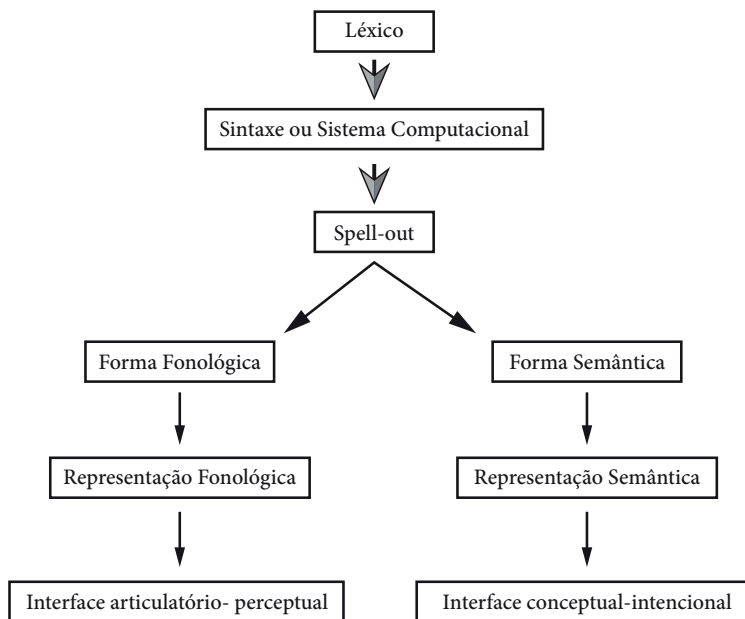 Léxico
Sintaxe ou Sistema Computacional
Spell-out
Forma Fonológica
Forma Semântica
Representação Fonológica
Representação Semântica
Interface articulatório- perceptual
Interface conceptual-intencional